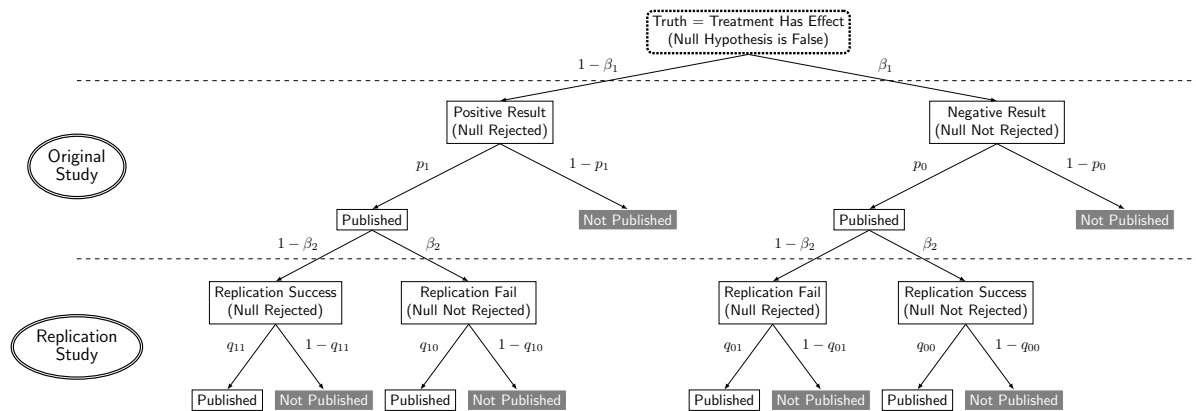 Truth = Treatment Has Effect
(Null Hypothesis is False)
1 − β₁
β₁
Positive Result
(Null Rejected)
Negative Result
(Null Not Rejected)
Original
Study
p₁
1 − p₁
p₀
1 − p₀
Published
Not Published
Published
Not Published
1 − β₂
β₂
1 − β₂
β₂
Replication Success
(Null Rejected)
Replication Fail
(Null Not Rejected)
Replication Fail
(Null Rejected)
Replication Success
(Null Not Rejected)
Replication
Study
q₁₁
1 − q₁₁
q₁₀
1 − q₁₀
q₀₁
1 − q₀₁
q₀₀
1 − q₀₀
Published
Not Published
Published
Not Published
Published
Not Published
Published
Not Published